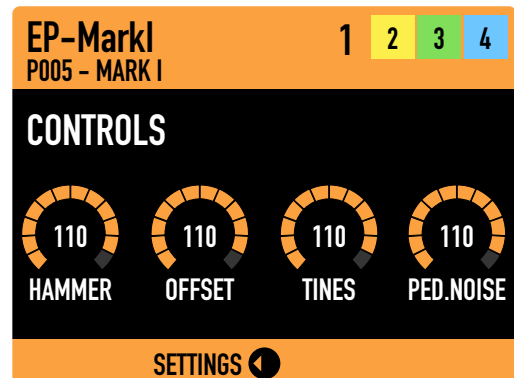 EP-MarkI 1 2 3 4
P005 - MARK I
CONTROLS
110 110 110 110
HAMMER OFFSET TINES PED.NOISE
SETTINGS